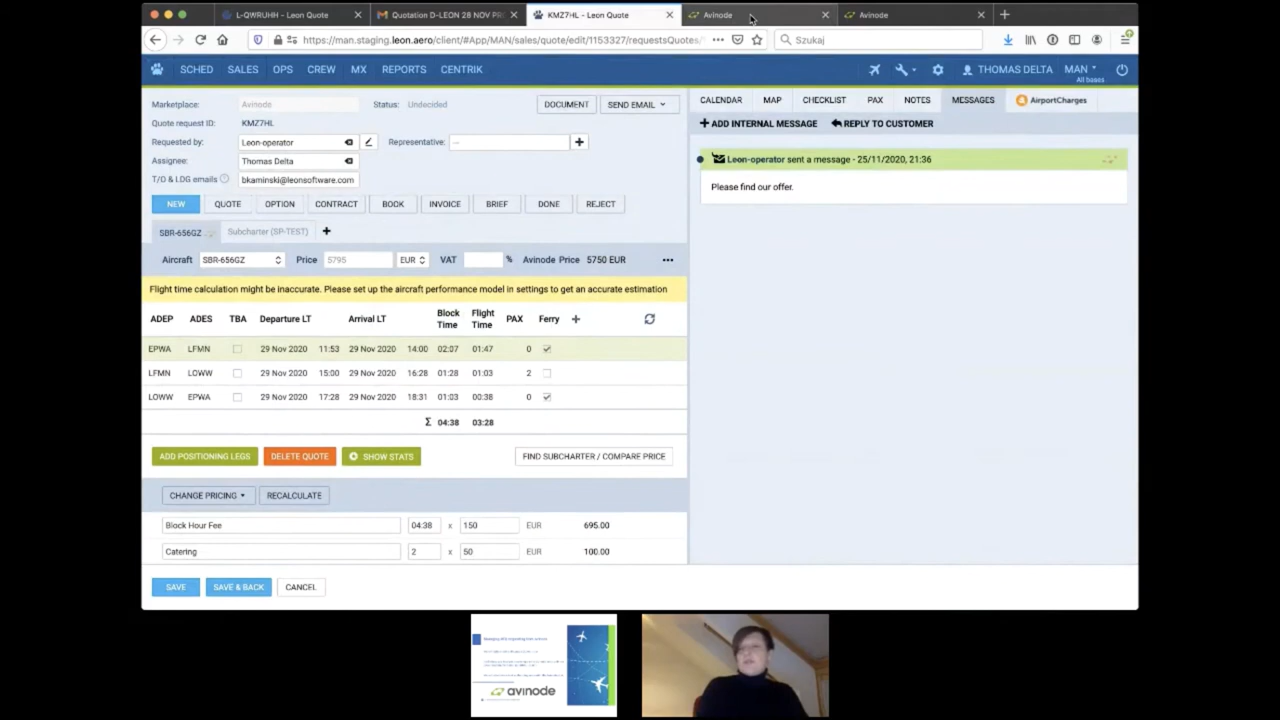 L-QWRUHH - Leon Quote
Quotation D-LEON 28 NOV PR
KMZ7HL - Leon Quote
Avinode
Avinode
https://man.staging.leon.aero/client/#App/MAN/sales/quote/edit/1153327/requestsQuotes/
Szukaj
SCHED SALES OPS CREW MX REPORTS CENTRIK
THOMAS DELTA MAN
All bases
Marketplace: Avinode Status: Undecided DOCUMENT SEND EMAIL
Quote request ID: KMZ7HL
Requested by: Leon-operator Representative: --
Assignee: Thomas Delta
T/O & LDG emails bkaminski@leonsoftware.com
NEW QUOTE OPTION CONTRACT BOOK INVOICE BRIEF DONE REJECT
SBR-656GZ Subcharter (SP-TEST) +
Aircraft SBR-656GZ Price 5795 EUR VAT % Avinode Price 5750 EUR
Flight time calculation might be inaccurate. Please set up the aircraft performance model in settings to get an accurate estimation
ADEP ADES TBA Departure LT Arrival LT Block Time Flight Time PAX Ferry +
EPWA LFMN 29 Nov 2020 11:53 29 Nov 2020 14:00 02:07 01:47 0
LFMN LOWW 29 Nov 2020 15:00 29 Nov 2020 16:28 01:28 01:03 2
LOWW EPWA 29 Nov 2020 17:28 29 Nov 2020 18:31 01:03 00:38 0
Σ 04:38 03:28
ADD POSITIONING LEGS DELETE QUOTE SHOW STATS FIND SUBCHARTER / COMPARE PRICE
CHANGE PRICING RECALCULATE
Block Hour Fee 04:38 x 150 EUR 695.00
Catering 2 x 50 EUR 100.00
SAVE SAVE & BACK CANCEL
CALENDAR MAP CHECKLIST PAX NOTES MESSAGES AirportCharges
+ ADD INTERNAL MESSAGE REPLY TO CUSTOMER
Leon-operator sent a message - 25/11/2020, 21:36
Please find our offer.
avinode